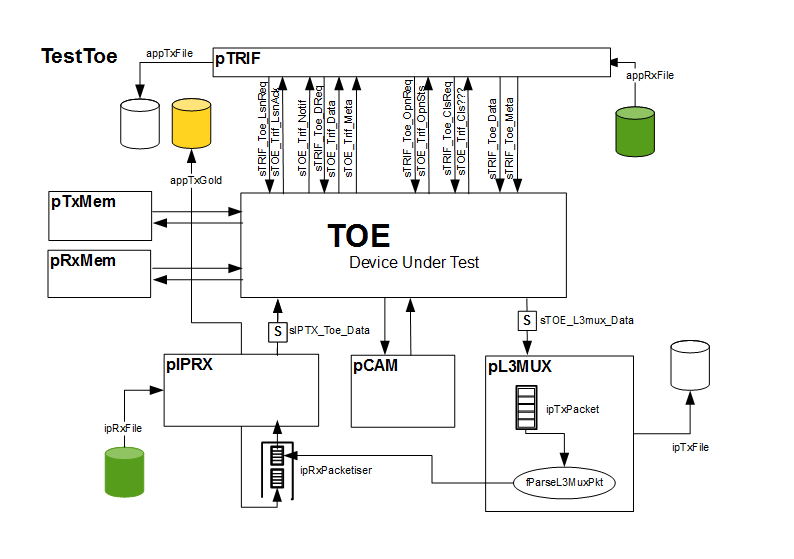 TestToe
appTxFile
pTRIF
appRxFile
sTRIF_Toe_LsnReq
sTOE_Trif_LsnAck
sTOE_Trif_Notif
sTRIF_Toe_DReq
sTOE_Trif_Data
sTOE_Trif_Meta
sTRIF_Toe_OpnReq
sTOE_Trif_OpnSts
sTRIF_Toe_ClsReq
sTOE_Trif_Cls???
sTRIF_Toe_Data
sTRIF_Toe_Meta
appTxGold
pTxMem
TOE
Device Under Test
pRxMem
S
sIPTX_Toe_Data
S
sTOE_L3mux_Data
pIPRX
pCAM
pL3MUX
ipTxPacket
ipRxFile
ipTxFile
ipRxPacketiser
fParseL3MuxPkt